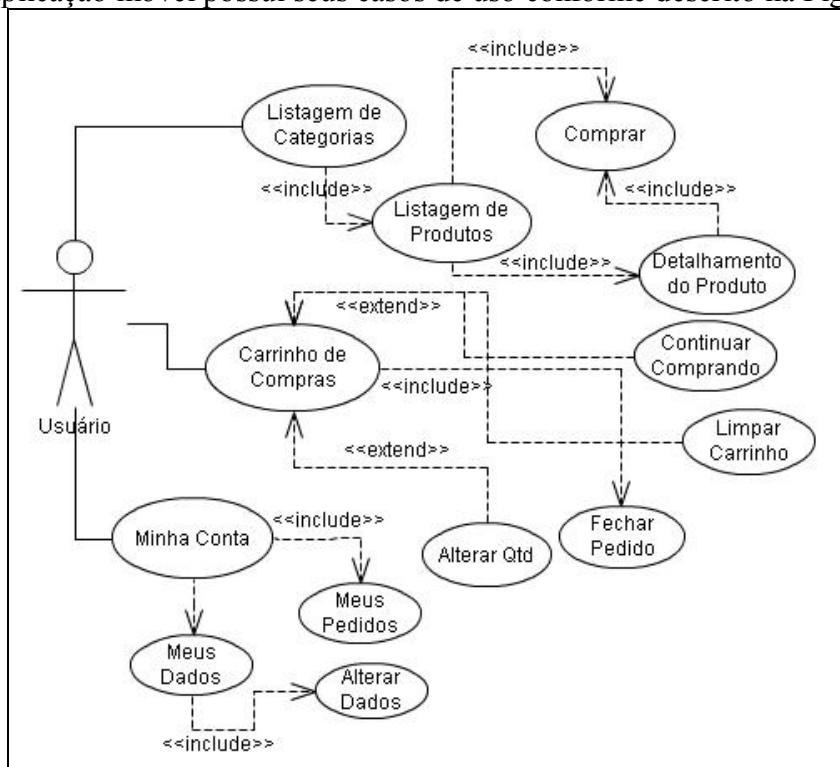 <<include>>
Listagem de
Categorias
Comprar
<<include>>
<<include>>
Listagem de
Produtos
<<include>>
Detalhamento
do Produto
<<extend>>
Continuar
Comprando
Carrinho de
Compras
<<include>>
Usuário
Limpar
Carrinho
<<extend>>
<<include>>
Minha Conta
Alterar Qtd
Fechar
Pedido
Meus
Pedidos
Meus
Dados
Alterar
Dados
<<include>>